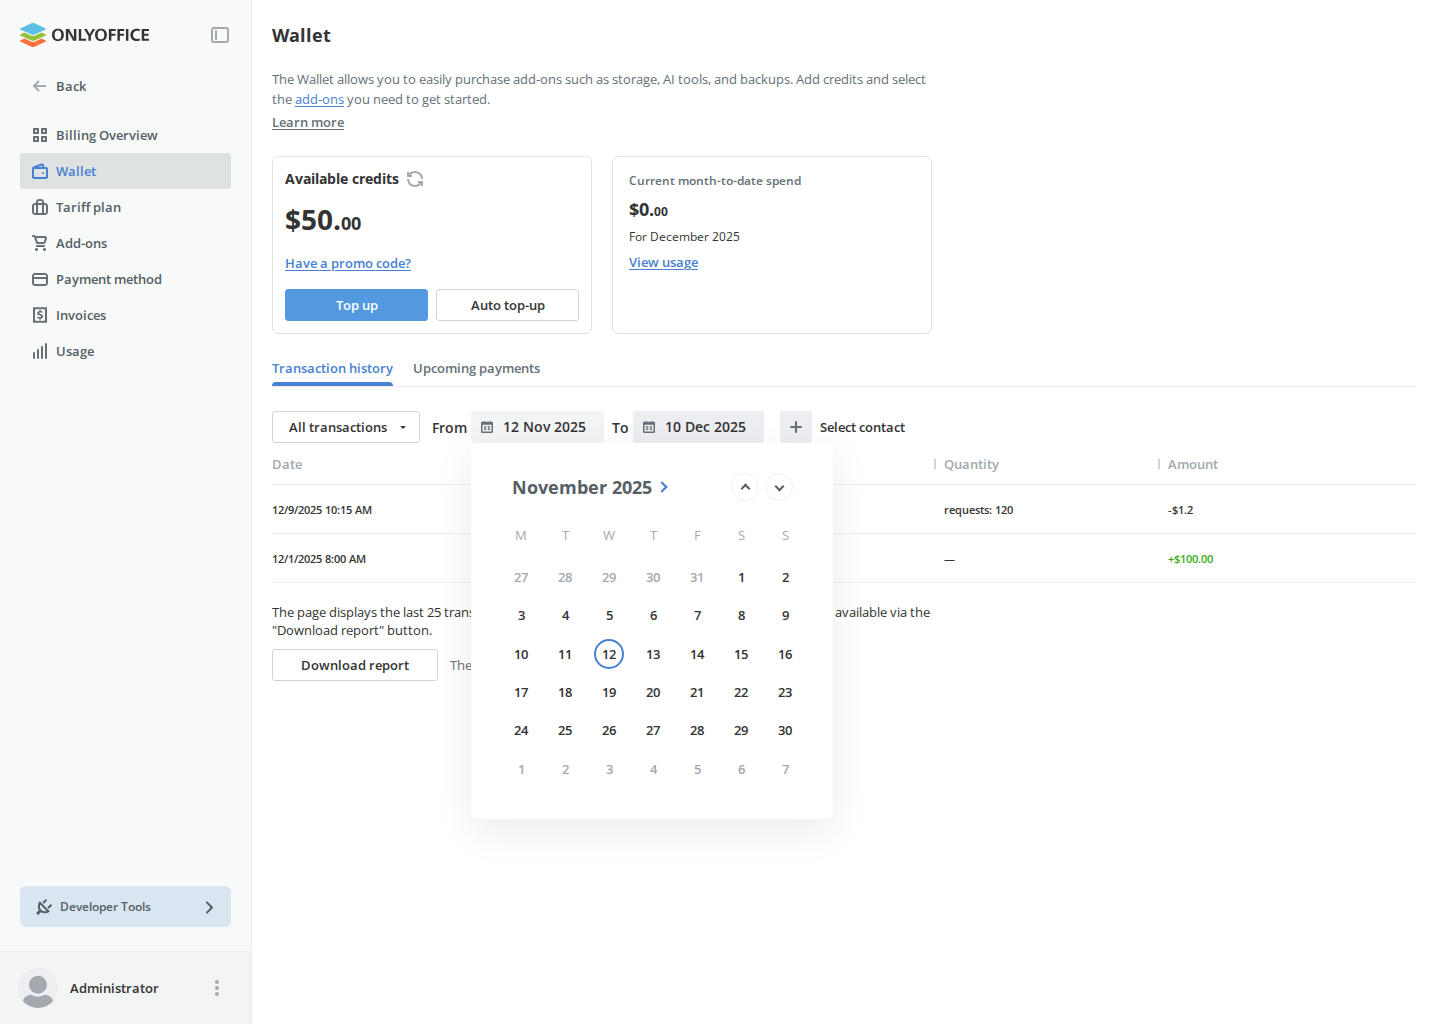 ONLYOFFICE
Back
Billing Overview
Wallet
Tariff plan
Add-ons
Payment method
Invoices
Usage
Developer Tools
Administrator
Wallet
The Wallet allows you to easily purchase add-ons such as storage, AI tools, and backups. Add credits and select
the add-ons you need to get started.
Learn more
Available credits
$50.00
Have a promo code?
Top up
Auto top-up
Current month-to-date spend
$0.00
For December 2025
View usage
Transaction history
Upcoming payments
All transactions
From
12 Nov 2025
To
10 Dec 2025
Select contact
Date
Quantity
Amount
12/9/2025 10:15 AM
requests: 120
-$1.2
12/1/2025 8:00 AM
—
+$100.00
November 2025
M T W T F S S
27 28 29 30 31 1 2
3 4 5 6 7 8 9
10 11 12 13 14 15 16
17 18 19 20 21 22 23
24 25 26 27 28 29 30
1 2 3 4 5 6 7
The page displays the last 25 trans
available via the
"Download report" button.
Download report
The